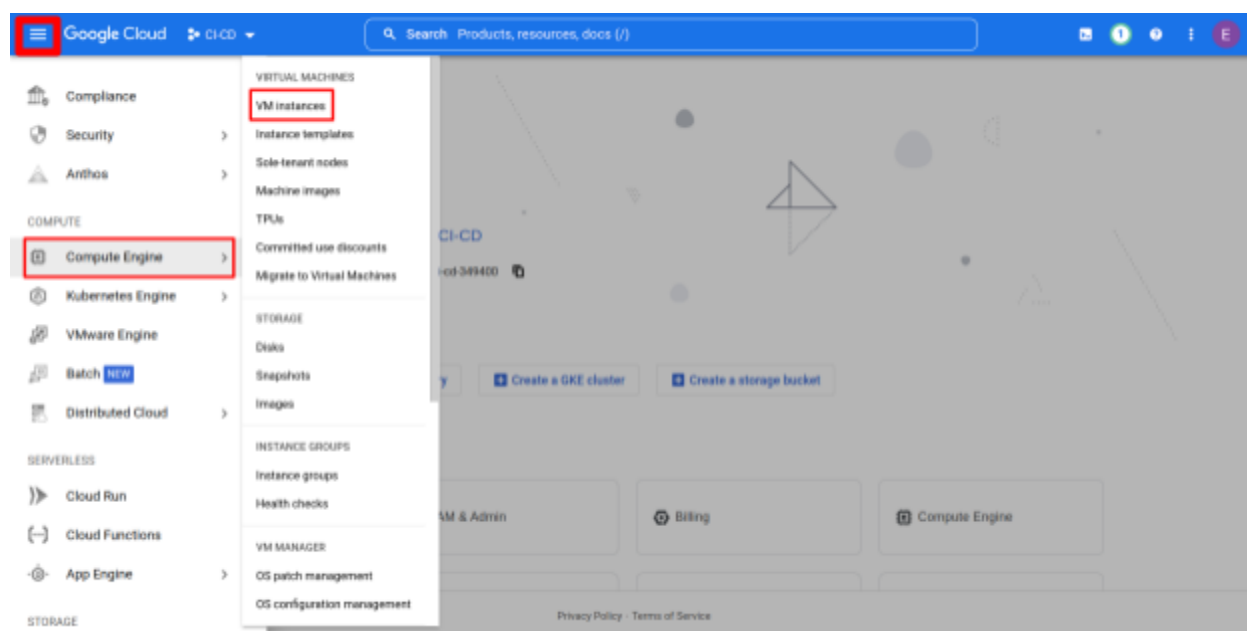 Google Cloud
CI-CD
Search Products, resources, docs (/)
1
E
Compliance
Security
Anthos
COMPUTE
Compute Engine
Kubernetes Engine
VMware Engine
Batch NEW
Distributed Cloud
SERVERLESS
Cloud Run
Cloud Functions
App Engine
STORAGE
VIRTUAL MACHINES
VM instances
Instance templates
Sole-tenant nodes
Machine images
TPUs
Committed use discounts
Migrate to Virtual Machines
STORAGE
Disks
Snapshots
Images
INSTANCE GROUPS
Instance groups
Health checks
VM MANAGER
OS patch management
OS configuration management
CI-CD
i-cd-349400
y
Create a GKE cluster
Create a storage bucket
AM & Admin
Billing
Compute Engine
Privacy Policy · Terms of Service